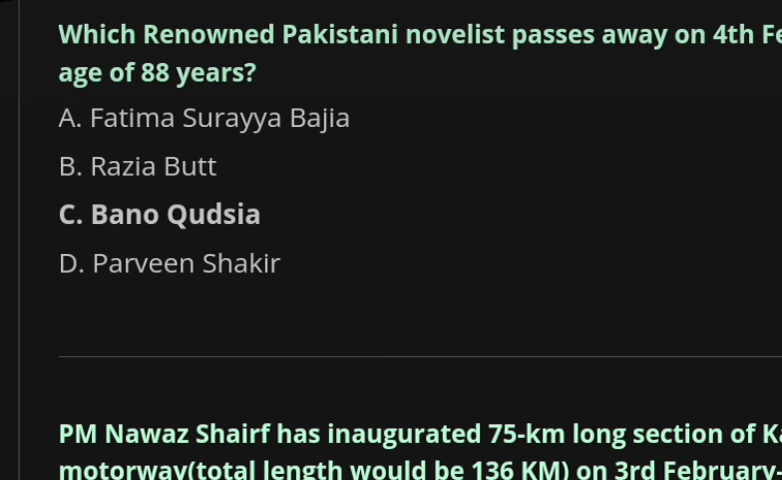 Which Renowned Pakistani novelist passes away on 4th
age of 88 years?
A. Fatima Surayya Bajia
B. Razia Butt
C. Bano Qudsia
D. Parveen Shakir
PM Nawaz Shairf has inaugurated 75-km long section of
motorway(total length would be 136 KM) on 3rd February-